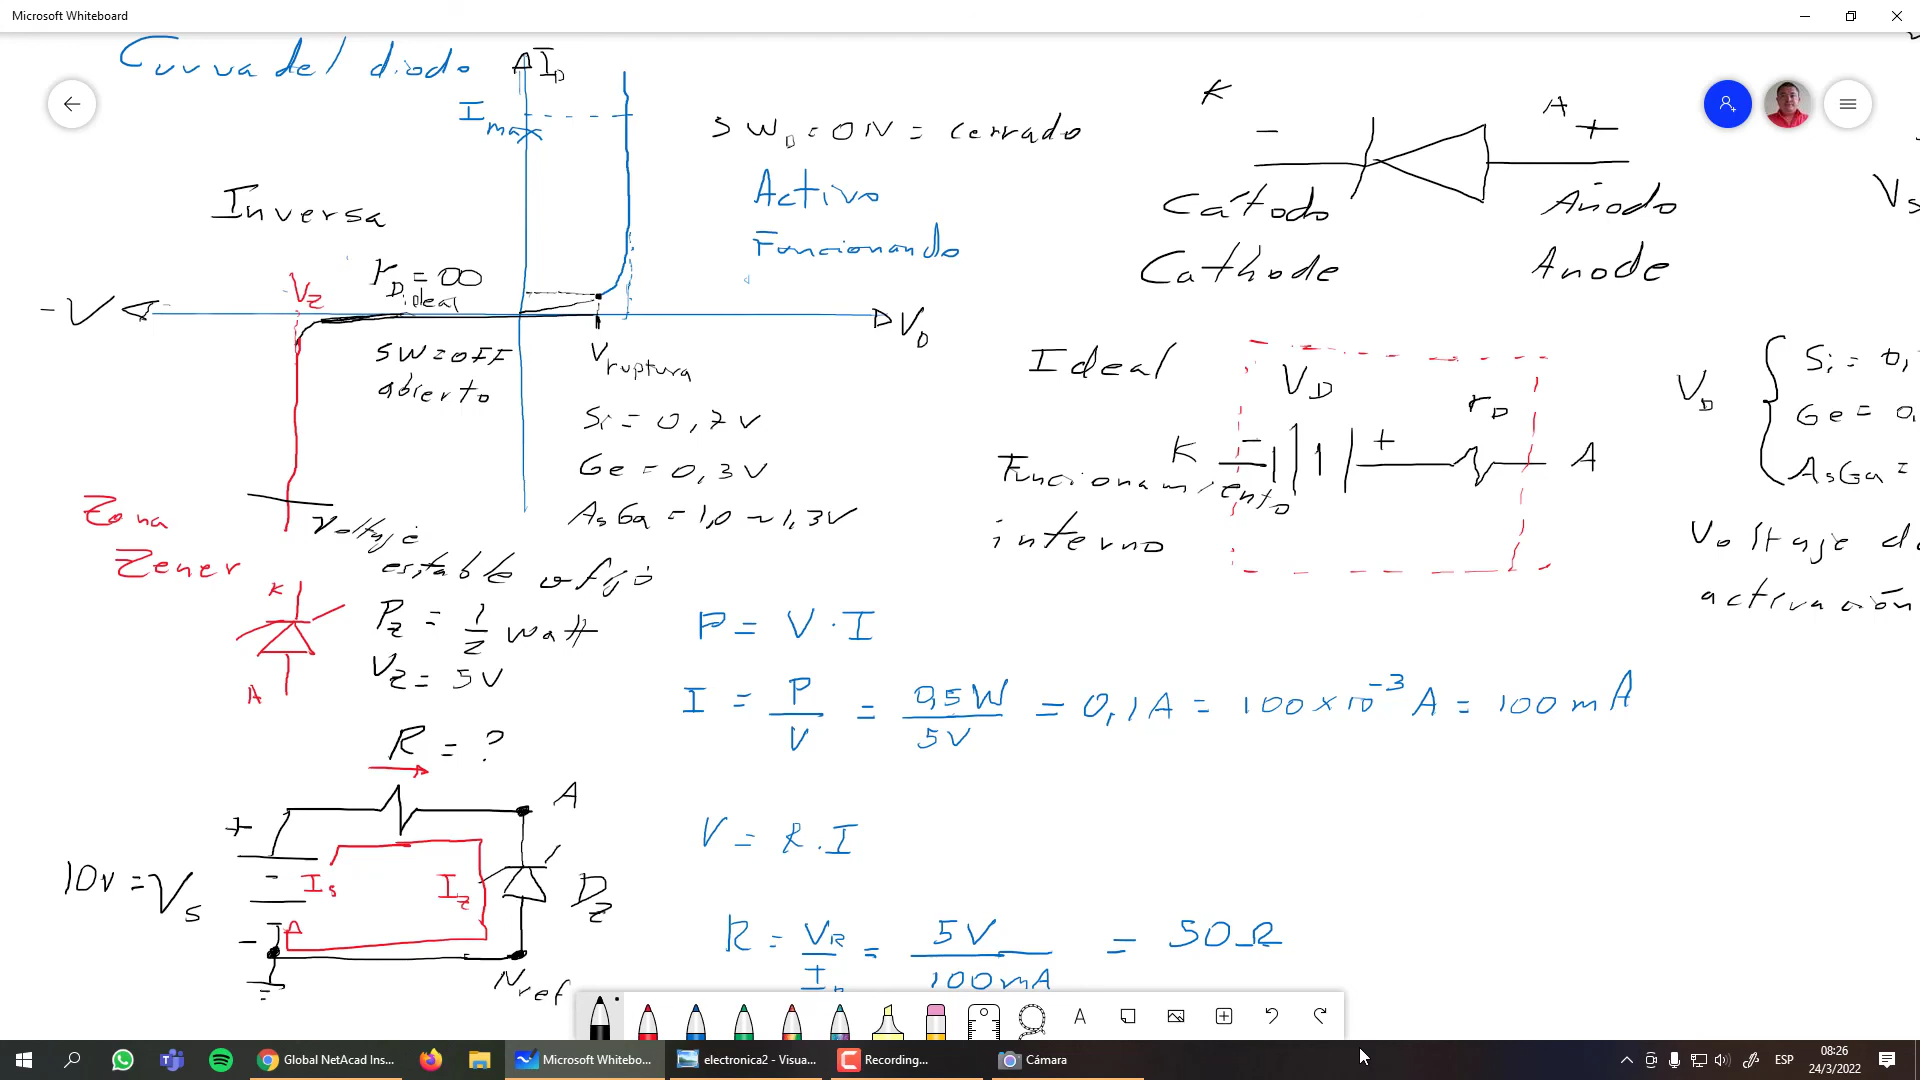 Microsoft Whiteboard
Curva del diodo
I_D
I_max
SW_D = ON = cerrado
Activo
Funcionando
K
A
-
+
Cátodo
Ánodo
Cathode
Anode
V_S
Inversa
r_D ideal = ∞
V_Z
-V
V_D
SW = OFF
abierto
V_ruptura
Si = 0,7 V
Ge = 0,3 V
AsGa = 1,0 ~ 1,3 V
Ideal
V_D
r_D
K
-
+
A
Funcionamiento
interno
V_D
Si = 0,
Ge = 0,
AsGa =
Voltaje de
activación
Zona
Zener
Voltaje
estable o fijo
K
A
P_Z = 1/2 watt
V_Z = 5V
P = V · I
I = P/V = 0,5W/5V = 0,1A = 100 x 10^-3 A = 100 mA
R = ?
A
+
10v = V_S
I_s
I_Z
D_Z
-
N_ref
V = R · I
R = V_R/I_R = 5V/100mA = 50Ω
A
Global NetAcad Ins...
Microsoft Whitebo...
electronica2 - Visua...
Recording...
Cámara
ESP
08:26
24/3/2022